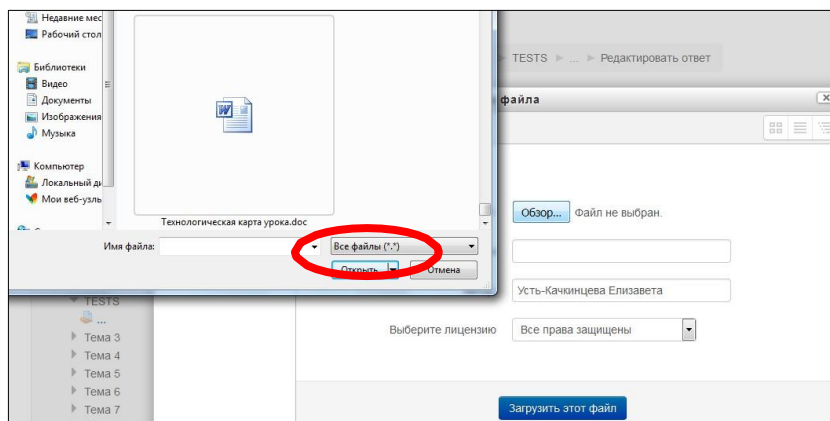 Недавние мес
Рабочий стол
Библиотеки
Видео
Документы
Изображения
Музыка
Компьютер
Локальный ди
Мои веб-узль
Технологическая карта урока.doc
Имя файла:
Все файлы (*.*)
Открыть
Отмена
TESTS ... Редактировать ответ
файла
Обзор... Файл не выбран.
Усть-Качкинцева Елизавета
Выберите лицензию Все права защищены
Загрузить этот файл
TESTS
...
Тема 3
Тема 4
Тема 5
Тема 6
Тема 7